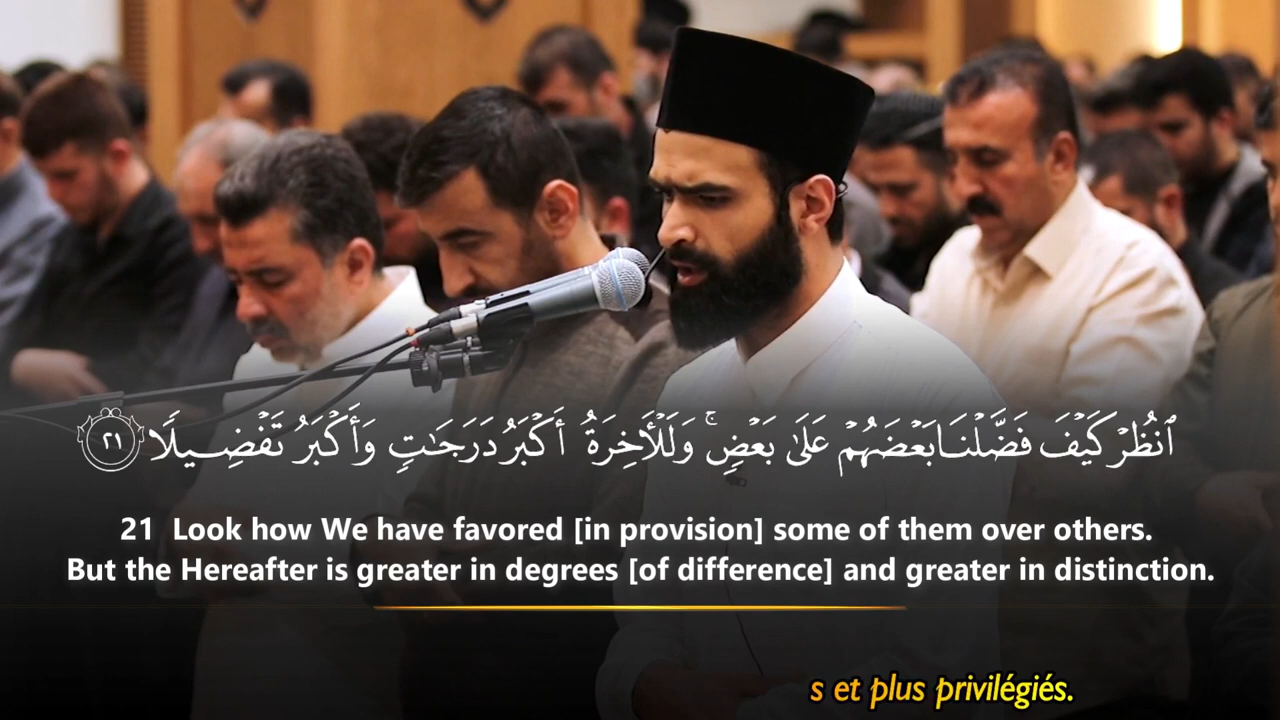 ٱنظُرۡ كَيۡفَ فَضَّلۡنَا بَعۡضَهُمۡ عَلَىٰ بَعۡضٖۚ وَلَلۡأٓخِرَةُ أَكۡبَرُ دَرَجَٰتٖ وَأَكۡبَرُ تَفۡضِيلٗا ٢١
21 Look how We have favored [in provision] some of them over others.
But the Hereafter is greater in degrees [of difference] and greater in distinction.
s et plus privilégiés.